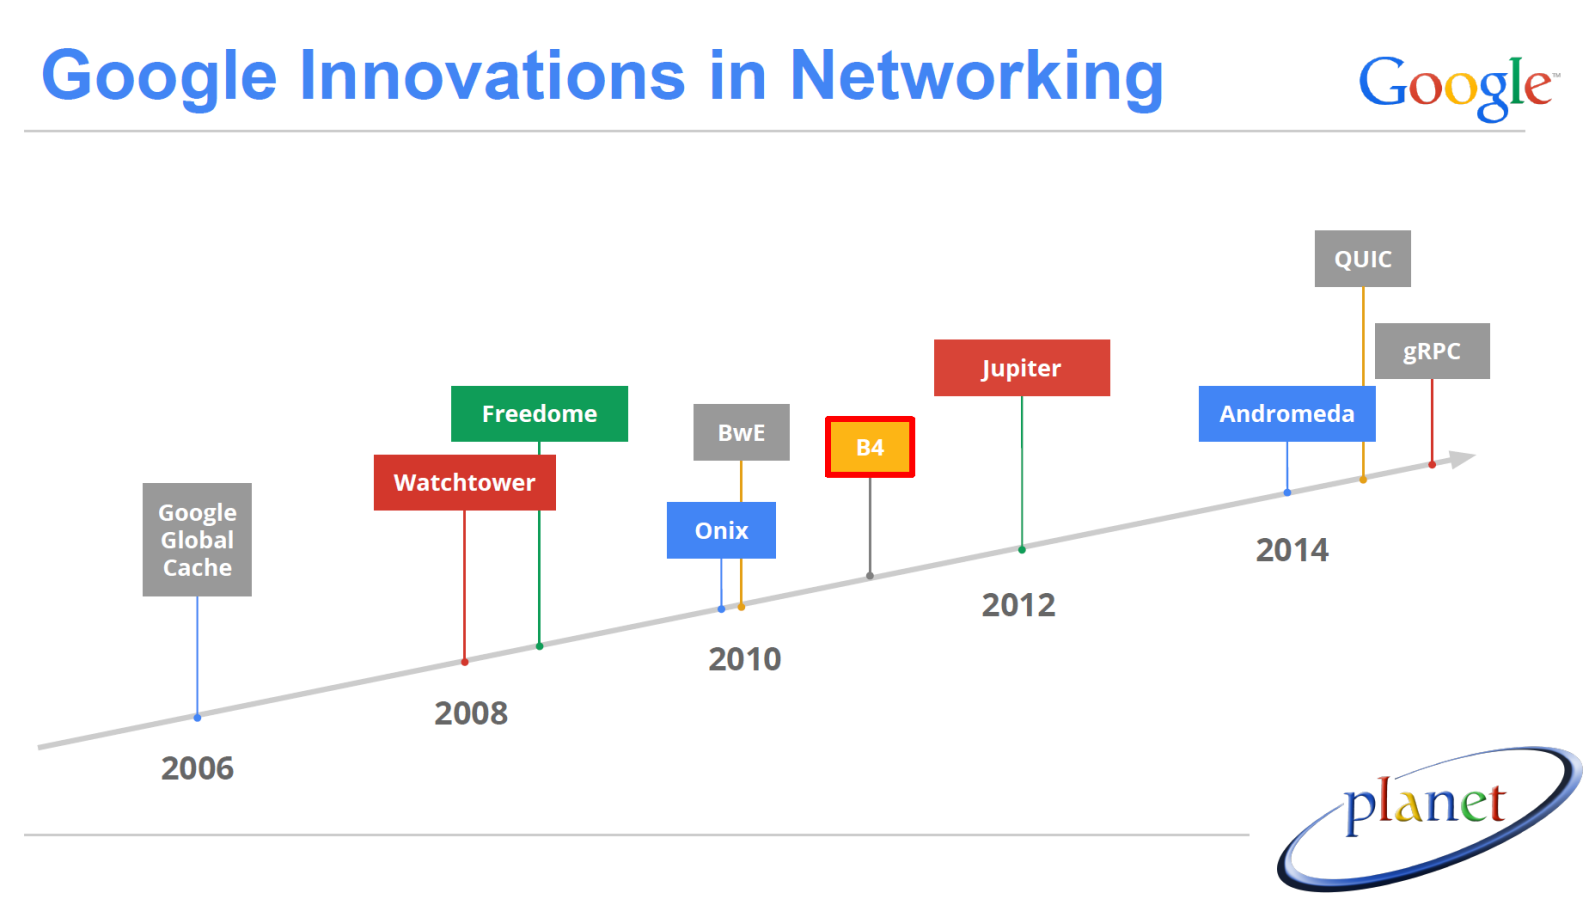 Google Innovations in Networking
Google™
QUIC
gRPC
Jupiter
Freedome
Andromeda
BwE
B4
Watchtower
Onix
Google
Global
Cache
2014
2012
2010
2008
2006
planet